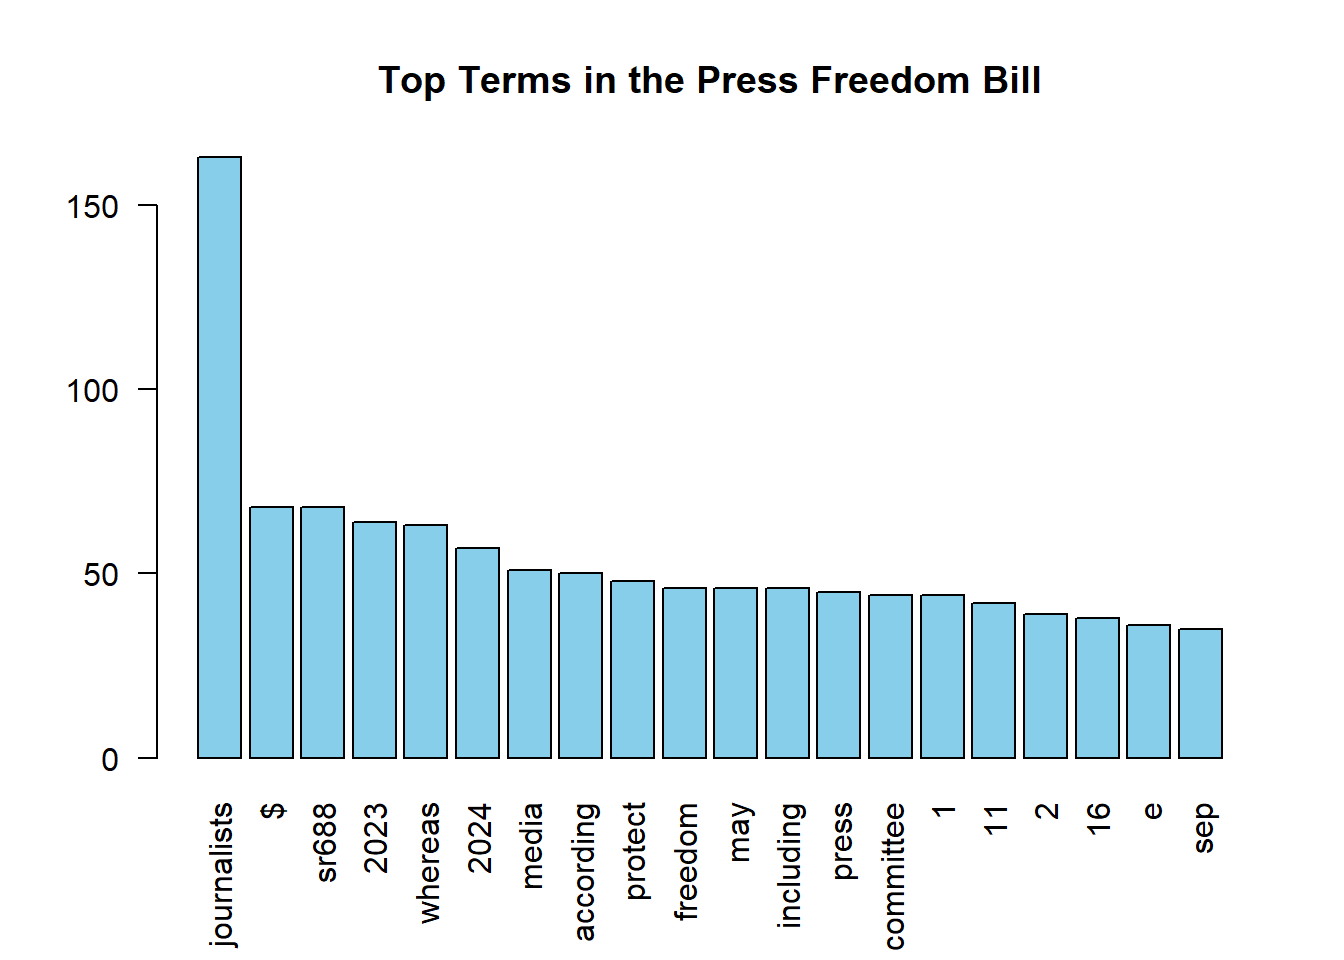 Top Terms in the Press Freedom Bill
150
100
50
0
journalists
$
sr688
2023
whereas
2024
media
according
protect
freedom
may
including
press
committee
1
11
2
16
e
sep